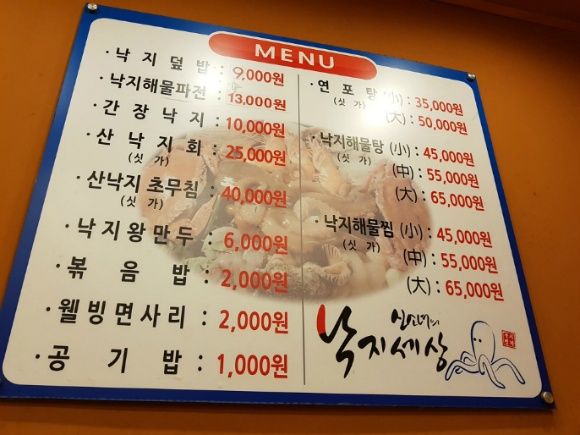 MENU
· 낙지덮밥 : 9,000원
· 낙지해물파전 : 13,000원
· 간장낙지 : 10,000원
· 산낙지회 : 25,000원
(싯가)
· 산낙지 초무침 : 40,000원
(싯가)
· 낙지왕만두 : 6,000원
· 볶음밥 : 2,000원
· 웰빙면사리 : 2,000원
· 공기밥 : 1,000원
· 연포탕 (小) : 35,000원
(싯가) (大) : 50,000원
· 낙지해물탕 (小) : 45,000원
(싯가) (中) : 55,000원
(大) : 65,000원
· 낙지해물찜 (小) : 45,000원
(싯가) (中) : 55,000원
(大) : 65,000원
낙지세상